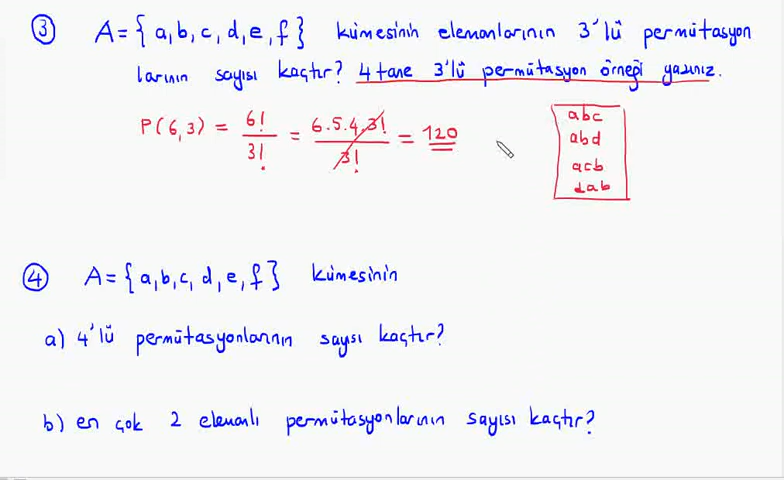 ③ A = {a,b,c,d,e,f} kümesinin elemanlarının 3'lü permütasyon
larının sayısı kaçtır? 4 tane 3'lü permütasyon örneği yazınız.
P(6,3) = 6!/3! = 6.5.4.3!/3! = 120
abc
abd
acb
dab
④ A = {a,b,c,d,e,f} kümesinin
a) 4'lü permütasyonlarının sayısı kaçtır?
b) en çok 2 elemanlı permütasyonlarının sayısı kaçtır?